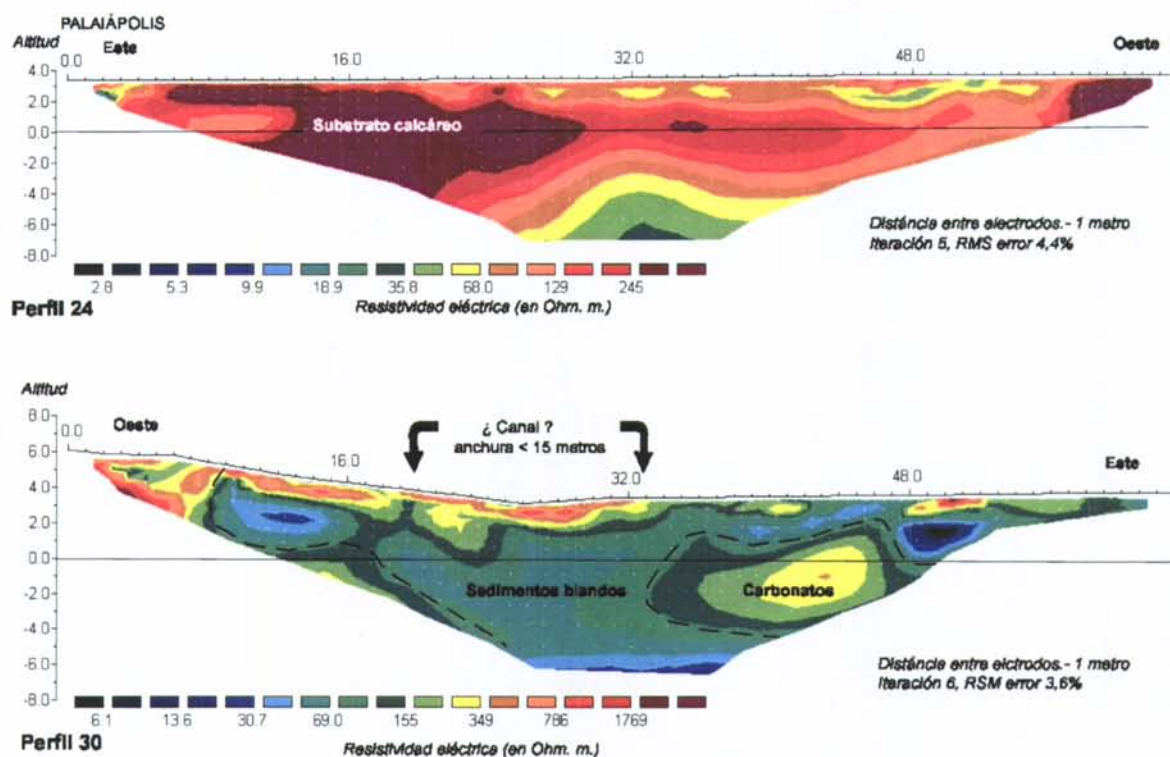 PALAIÁPOLIS
Altitud
Este
Oeste
0.0
16.0
32.0
48.0
4.0
2.0
0.0
-2.0
-4.0
-6.0
-8.0
Substrato calcáreo
Distáncia entre electrodos.- 1 metro
Iteración 5, RMS error 4,4%
2.8 5.3 9.9 18.9 35.8 68.0 129 245
Resistividad eléctrica (en Ohm. m.)
Perfil 24
Altitud
Oeste
¿ Canal ?
anchura < 15 metros
Este
0.0
16.0
32.0
48.0
8.0
6.0
4.0
2.0
0.0
-2.0
-4.0
-6.0
-8.0
Sedimentos blandos
Carbonatos
Distáncia entre elctrodos.- 1 metro
Iteración 6, RSM error 3,6%
6.1 13.6 30.7 69.0 155 349 786 1769
Resistividad eléctrica (en Ohm. m.)
Perfil 30